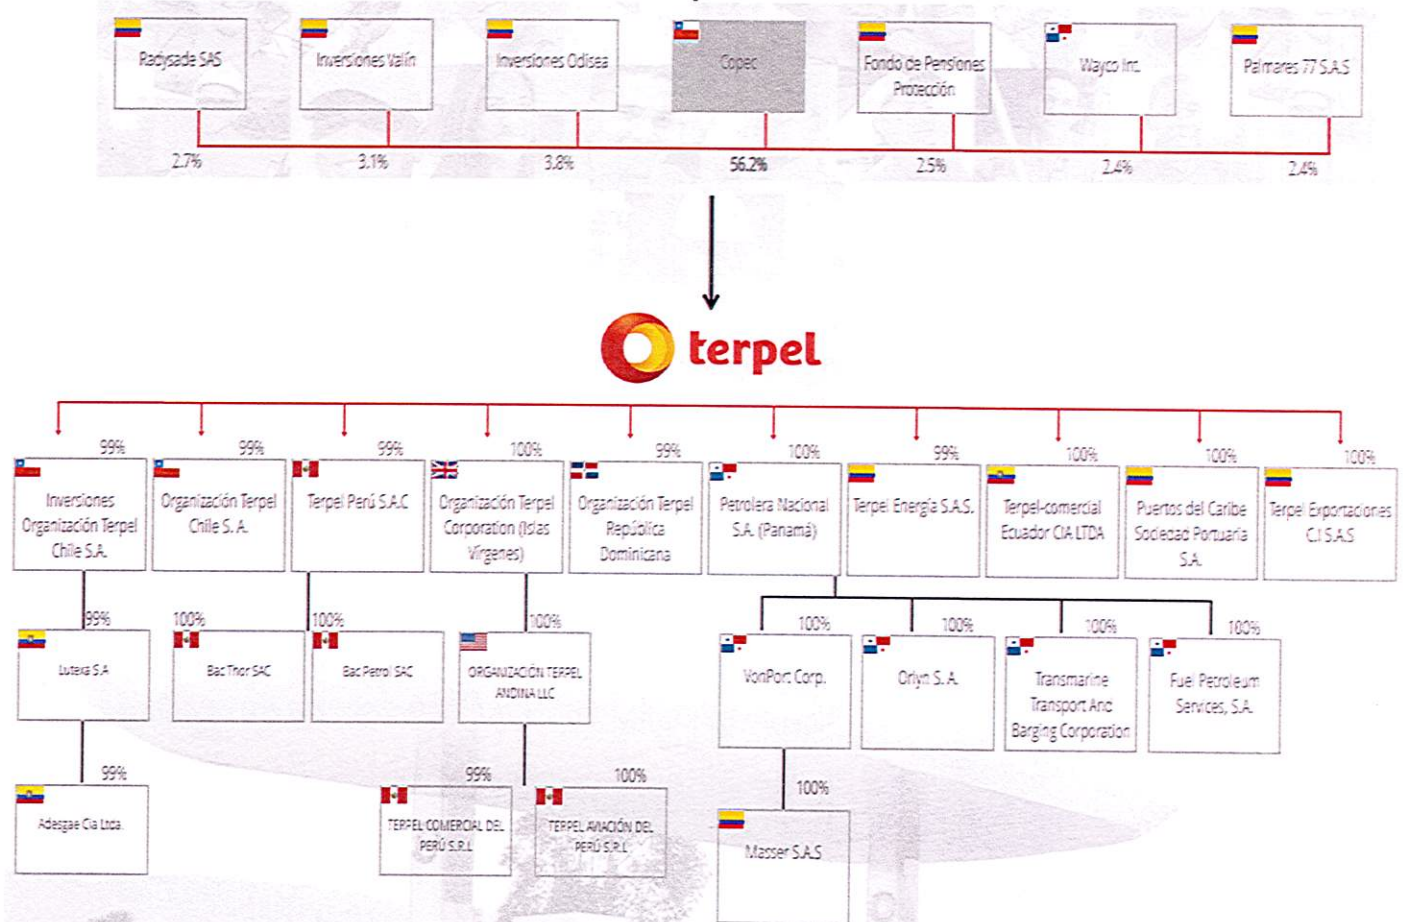 Radysade SAS
Inversiones Valín
Inversiones Odisea
Copec
Fondo de Pensiones
Protección
Wayco Inc.
Palmares 77 S.A.S
2.7%
3.1%
3.8%
56.2%
2.5%
2.4%
2.4%
terpel
99%
99%
99%
100%
99%
100%
99%
100%
100%
100%
Inversiones
Organización Terpel
Chile S.A.
Organización Terpel
Chile S. A.
Terpel Perú S.A.C
Organización Terpel
Corporation (Islas
Vírgenes)
Organización Terpel
República
Dominicana
Petrolera Nacional
S.A. (Panamá)
Terpel Energía S.A.S.
Terpel-comercial
Ecuador CIA LTDA
Puertos del Caribe
Sociedad Portuaria
S.A.
Terpel Exportaciones
C.I S.A.S
99%
100%
100%
100%
100%
100%
100%
100%
Lutexa S.A
Bac Thor SAC
Bac Petrol SAC
ORGANIZACIÓN TERPEL
ANDINA LLC
VonPort Corp.
Orlyn S. A.
Transmarine
Transport And
Barging Corporation
Fuel Petroleum
Services, S.A.
99%
99%
100%
100%
Adesgae Cia Ltda.
TERPEL COMERCIAL DEL
PERÚ S.R.L
TERPEL AVIACIÓN DEL
PERÚ S.R.L
Masser S.A.S